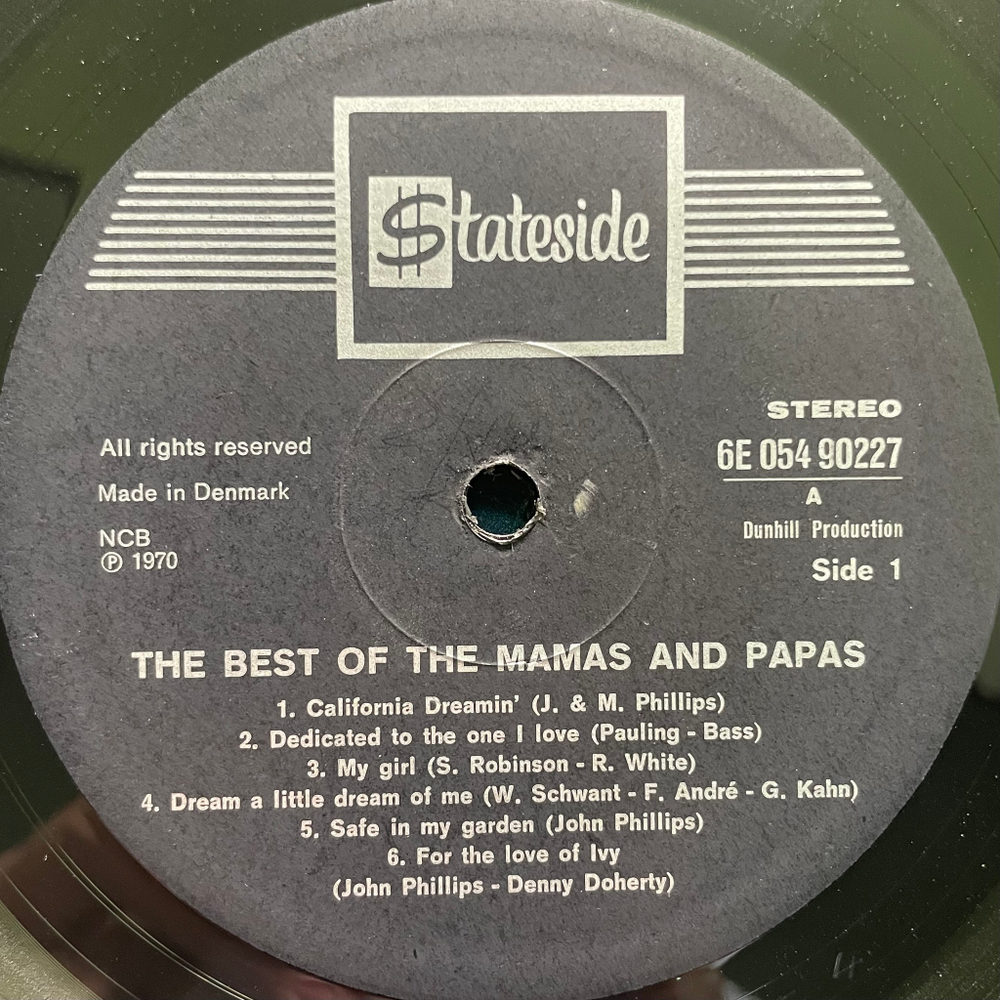 $tateside
STEREO
6E 054 90227
A
Dunhill Production
Side 1
All rights reserved
Made in Denmark
NCB
Ⓟ 1970
THE BEST OF THE MAMAS AND PAPAS
1. California Dreamin' (J. & M. Phillips)
2. Dedicated to the one I love (Pauling - Bass)
3. My girl (S. Robinson - R. White)
4. Dream a little dream of me (W. Schwant - F. André - G. Kahn)
5. Safe in my garden (John Phillips)
6. For the love of Ivy
(John Phillips - Denny Doherty)